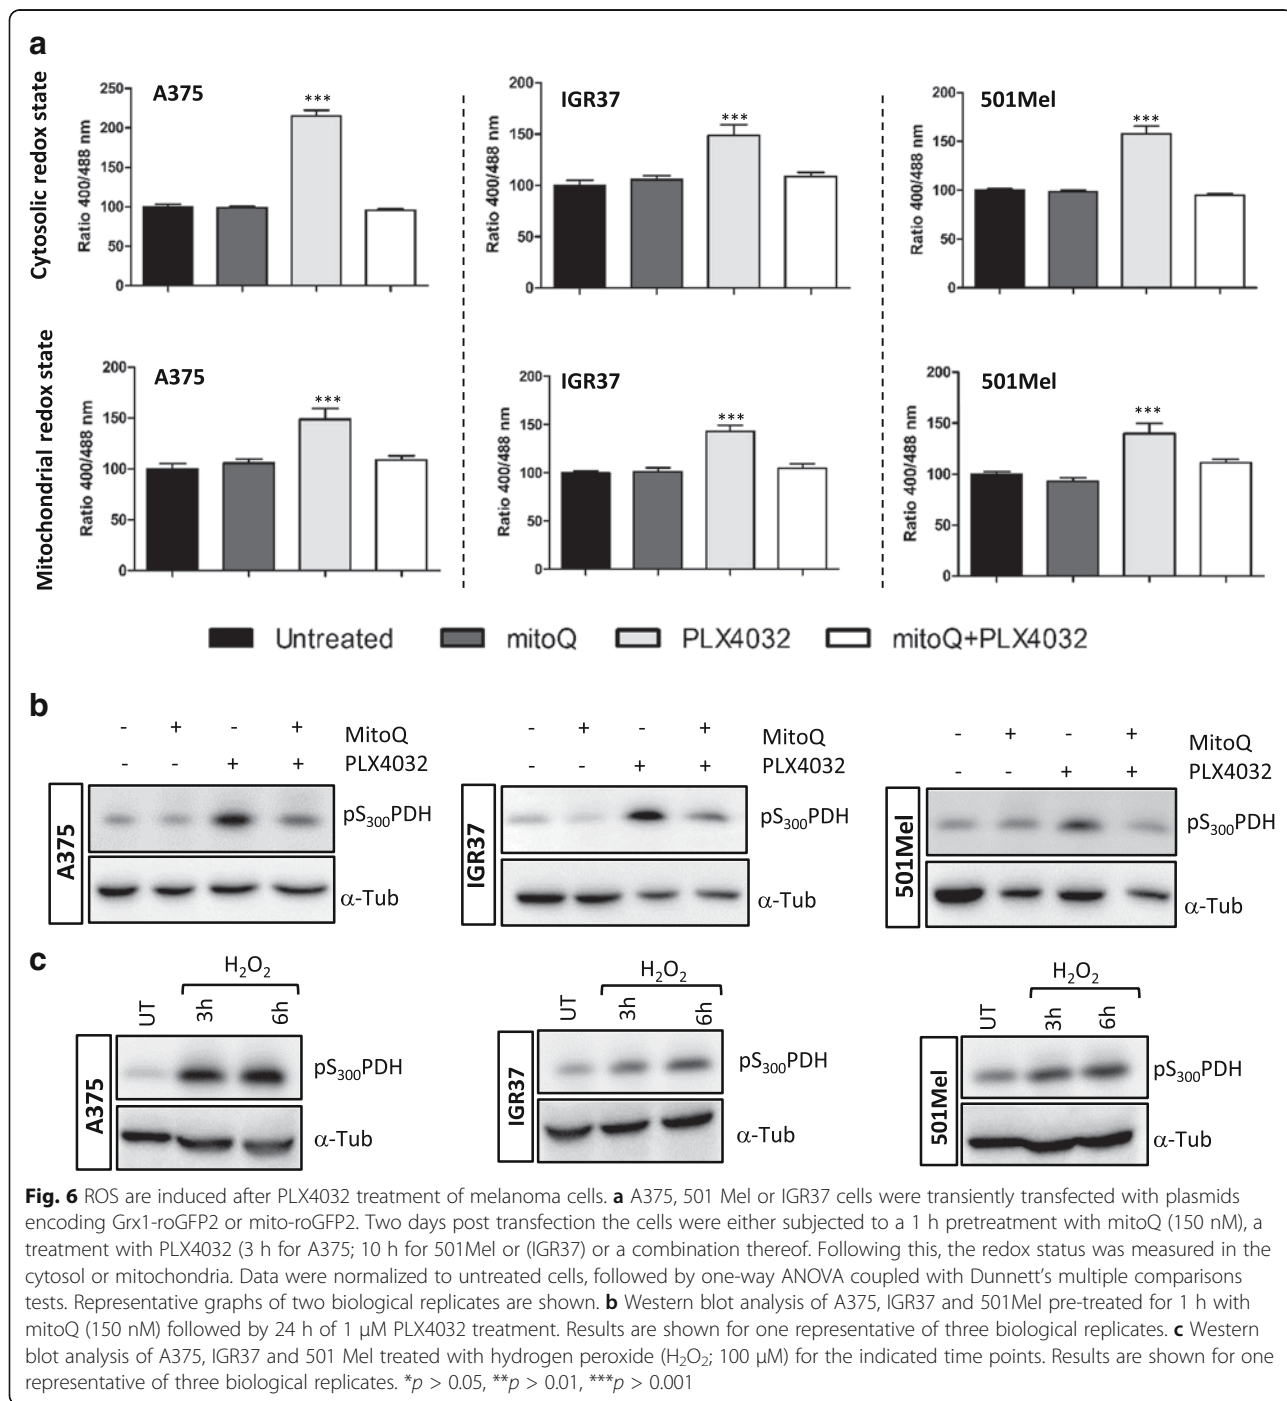 a
Cytosolic redox state
A375
Ratio 400/488 nm
250
200
150
100
50
0
***
IGR37
Ratio 400/488 nm
200
150
100
50
0
***
501Mel
Ratio 400/488 nm
200
150
100
50
0
***
Mitochondrial redox state
A375
Ratio 400/488 nm
200
150
100
50
0
***
IGR37
Ratio 400/488 nm
200
150
100
50
0
***
501Mel
Ratio 400/488 nm
200
150
100
50
0
***
Untreated mitoQ PLX4032 mitoQ+PLX4032
b
- + - + MitoQ
- - + + PLX4032
A375
pS300PDH
α-Tub
- + - + MitoQ
- - + + PLX4032
IGR37
pS300PDH
α-Tub
- + - + MitoQ
- - + + PLX4032
501Mel
pS300PDH
α-Tub
c
H2O2
UT 3h 6h
A375
pS300PDH
α-Tub
H2O2
UT 3h 6h
IGR37
pS300PDH
α-Tub
H2O2
UT 3h 6h
501Mel
pS300PDH
α-Tub
Fig. 6 ROS are induced after PLX4032 treatment of melanoma cells. a A375, 501 Mel or IGR37 cells were transiently transfected with plasmids
encoding Grx1-roGFP2 or mito-roGFP2. Two days post transfection the cells were either subjected to a 1 h pretreatment with mitoQ (150 nM), a
treatment with PLX4032 (3 h for A375; 10 h for 501Mel or (IGR37) or a combination thereof. Following this, the redox status was measured in the
cytosol or mitochondria. Data were normalized to untreated cells, followed by one-way ANOVA coupled with Dunnett's multiple comparisons
tests. Representative graphs of two biological replicates are shown. b Western blot analysis of A375, IGR37 and 501Mel pre-treated for 1 h with
mitoQ (150 nM) followed by 24 h of 1 μM PLX4032 treatment. Results are shown for one representative of three biological replicates. c Western
blot analysis of A375, IGR37 and 501 Mel treated with hydrogen peroxide (H2O2; 100 μM) for the indicated time points. Results are shown for one
representative of three biological replicates. *p > 0.05, **p > 0.01, ***p > 0.001